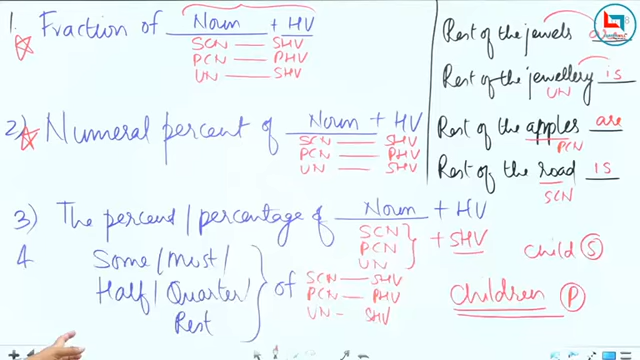 1. Fraction of Noun + HV
SCN — SHV
PCN — PHV
UN — SHV
2) Numeral percent of Noun + HV
SCN — SHV
PCN — PHV
UN — SHV
3) The percent/percentage of Noun + HV
SCN
PCN
UN
+ SHV
4 Some/Most/
Half/Quarter/
Rest
of
SCN — SHV
PCN — PHV
UN — SHV
Rest of the jewels
Rest of the jewellery is
UN
Rest of the apples are
PCN
Rest of the road is
SCN
Child S
Children P